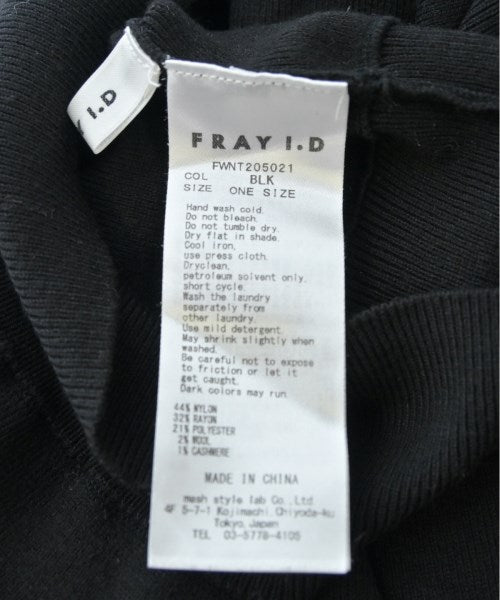 Y I.D
FRAY I.D
FWNT205021
COL BLK
SIZE ONE SIZE
Hand wash cold.
Do not bleach.
Do not tumble dry.
Dry flat in shade.
Cool iron,
use press cloth.
Dryclean,
petroleum solvent only,
short cycle.
Wash the laundry
separately from
other laundry.
Use mild detergent.
May shrink slightly when
washed.
Be careful not to expose
to friction or let it
get caught.
Dark colors may run.
44% NYLON
32% RAYON
21% POLYESTER
2% WOOL
1% CASHMERE
MADE IN CHINA
mash style lab Co.,Ltd.
4F 5-7-1 Kojimachi,Chiyoda-ku
Tokyo,Japan
TEL 03-5778-4105